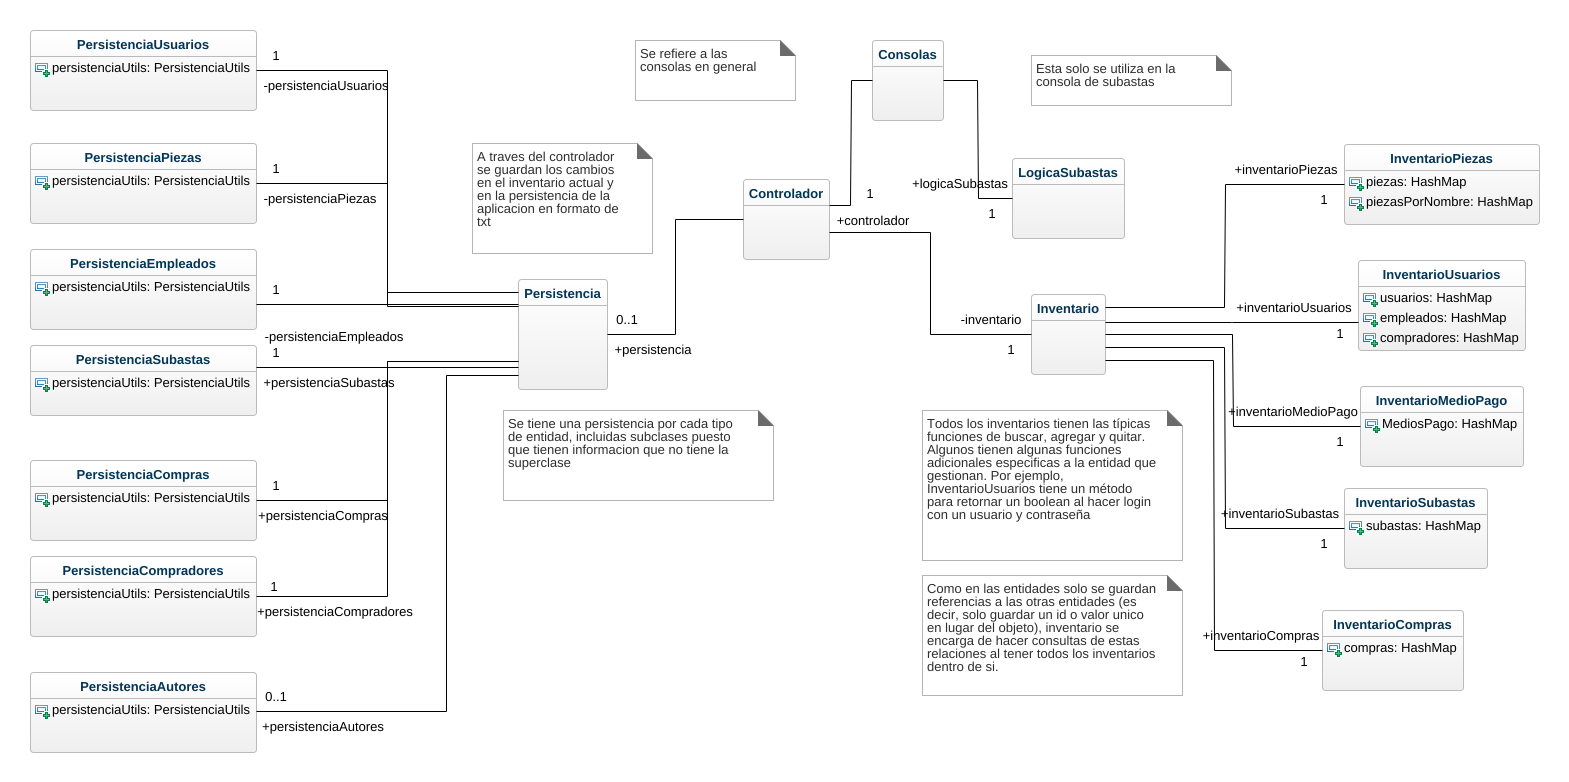 PersistenciaUsuarios
persistenciaUtils: PersistenciaUtils
1
-persistenciaUsuarios
PersistenciaPiezas
persistenciaUtils: PersistenciaUtils
1
-persistenciaPiezas
PersistenciaEmpleados
persistenciaUtils: PersistenciaUtils
1
-persistenciaEmpleados
PersistenciaSubastas
persistenciaUtils: PersistenciaUtils
1
+persistenciaSubastas
PersistenciaCompras
persistenciaUtils: PersistenciaUtils
1
+persistenciaCompras
PersistenciaCompradores
persistenciaUtils: PersistenciaUtils
1
+persistenciaCompradores
PersistenciaAutores
persistenciaUtils: PersistenciaUtils
0..1
+persistenciaAutores
A traves del controlador
se guardan los cambios
en el inventario actual y
en la persistencia de la
aplicacion en formato de
txt
Persistencia
0..1
+persistencia
Se tiene una persistencia por cada tipo
de entidad, incluidas subclases puesto
que tienen informacion que no tiene la
superclase
Se refiere a las
consolas en general
Consolas
Esta solo se utiliza en la
consola de subastas
Controlador
1
+controlador
LogicaSubastas
+logicaSubastas
1
Inventario
-inventario
1
Todos los inventarios tienen las típicas
funciones de buscar, agregar y quitar.
Algunos tienen algunas funciones
adicionales especificas a la entidad que
gestionan. Por ejemplo,
InventarioUsuarios tiene un método
para retornar un boolean al hacer login
con un usuario y contraseña
Como en las entidades solo se guardan
referencias a las otras entidades (es
decir, solo guardar un id o valor unico
en lugar del objeto), inventario se
encarga de hacer consultas de estas
relaciones al tener todos los inventarios
dentro de si.
+inventarioPiezas
1
InventarioPiezas
piezas: HashMap
piezasPorNombre: HashMap
+inventarioUsuarios
1
InventarioUsuarios
usuarios: HashMap
empleados: HashMap
compradores: HashMap
+inventarioMedioPago
1
InventarioMedioPago
MediosPago: HashMap
+inventarioSubastas
1
InventarioSubastas
subastas: HashMap
+inventarioCompras
1
InventarioCompras
compras: HashMap